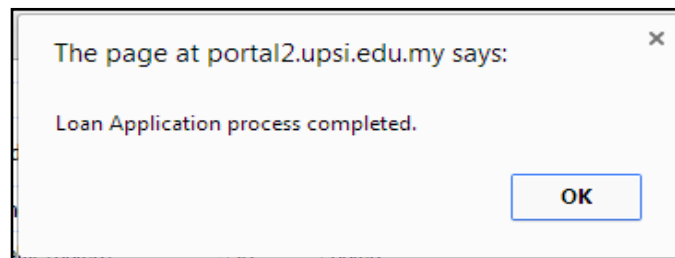 The page at portal2.upsi.edu.my says:
Loan Application process completed.
OK